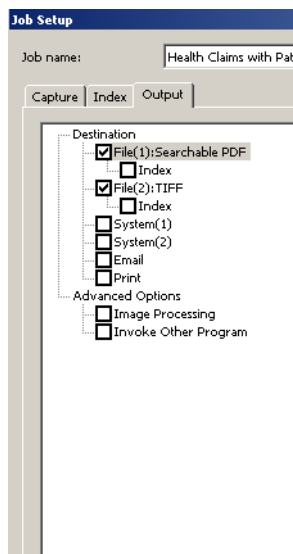 Job Setup
Job name: Health Claims with Pat
Capture Index Output
Destination
File(1):Searchable PDF
Index
File(2):TIFF
Index
System(1)
System(2)
Email
Print
Advanced Options
Image Processing
Invoke Other Program